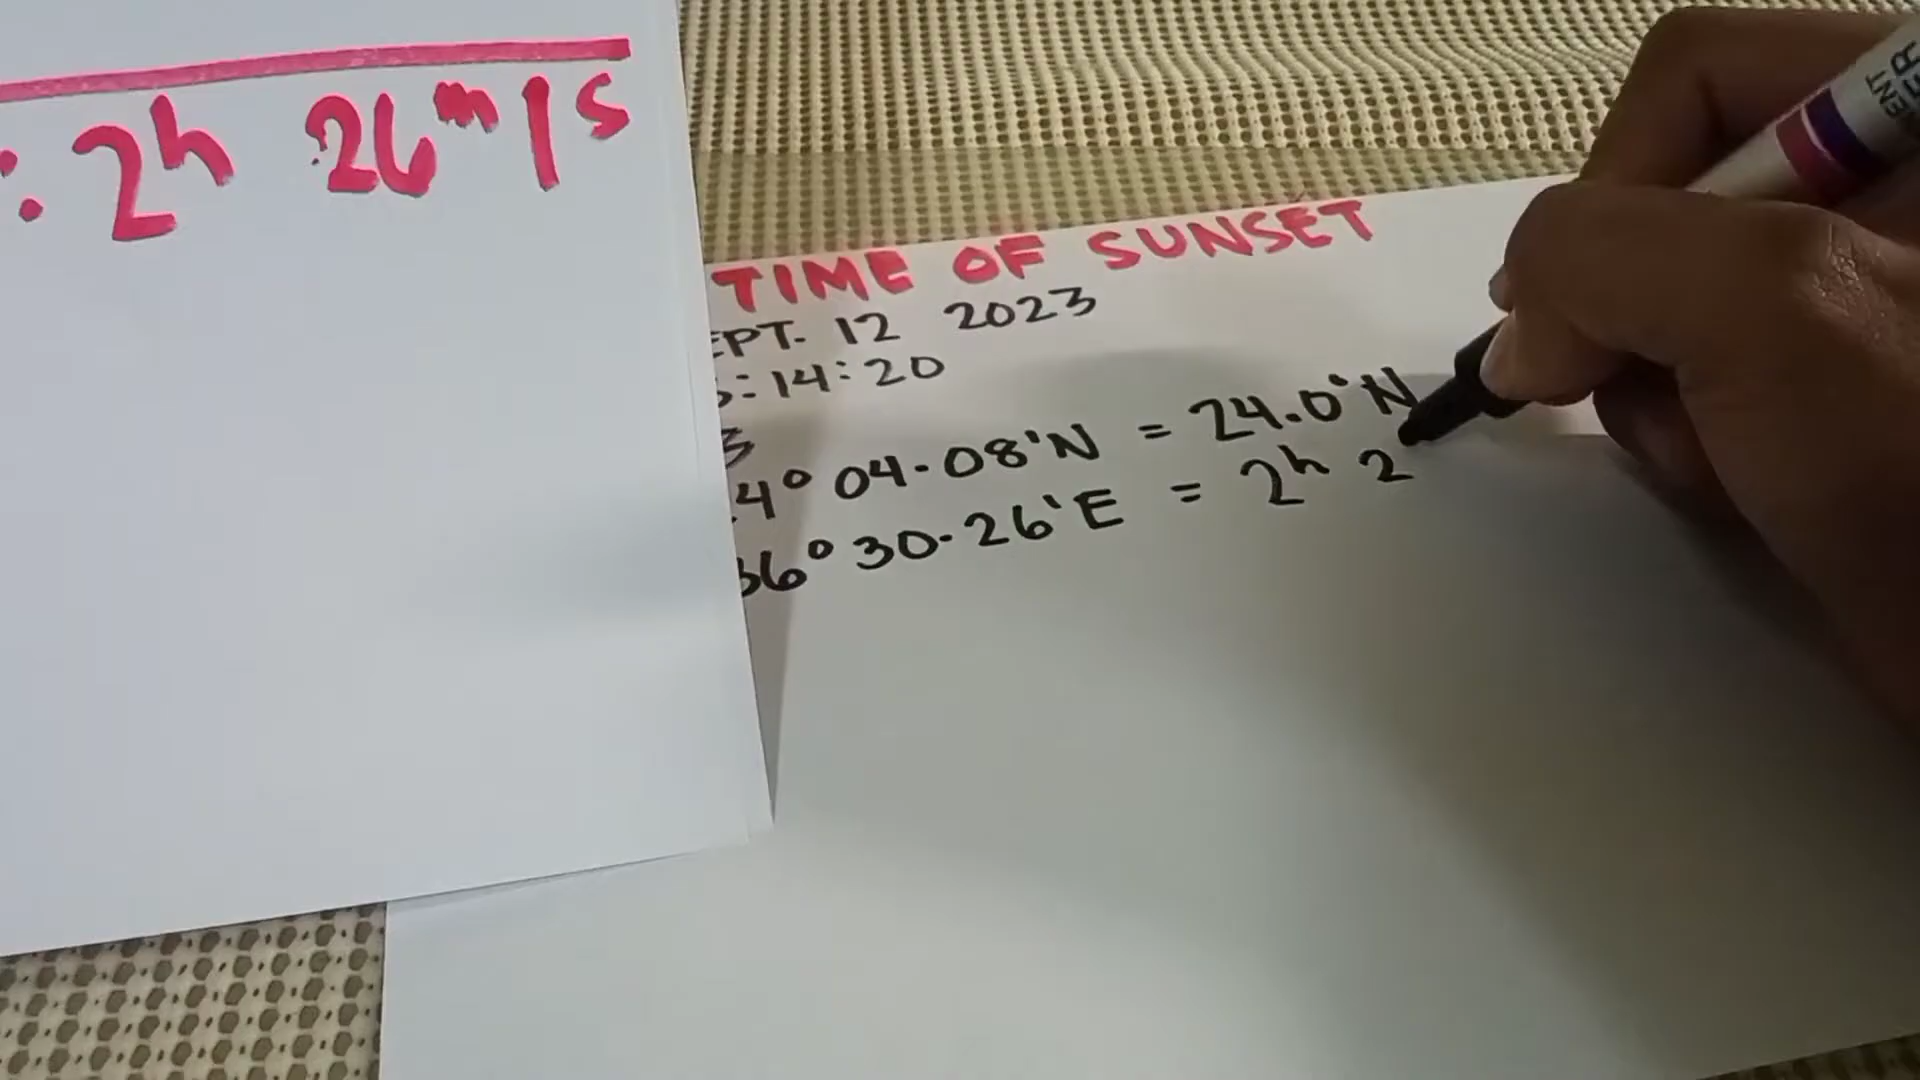 : 2h 26m 1s
TIME OF SUNSET
EPT. 12 2023
:14:20
3
4° 04.08'N = 24.0°N
36° 30.26'E = 2h 2